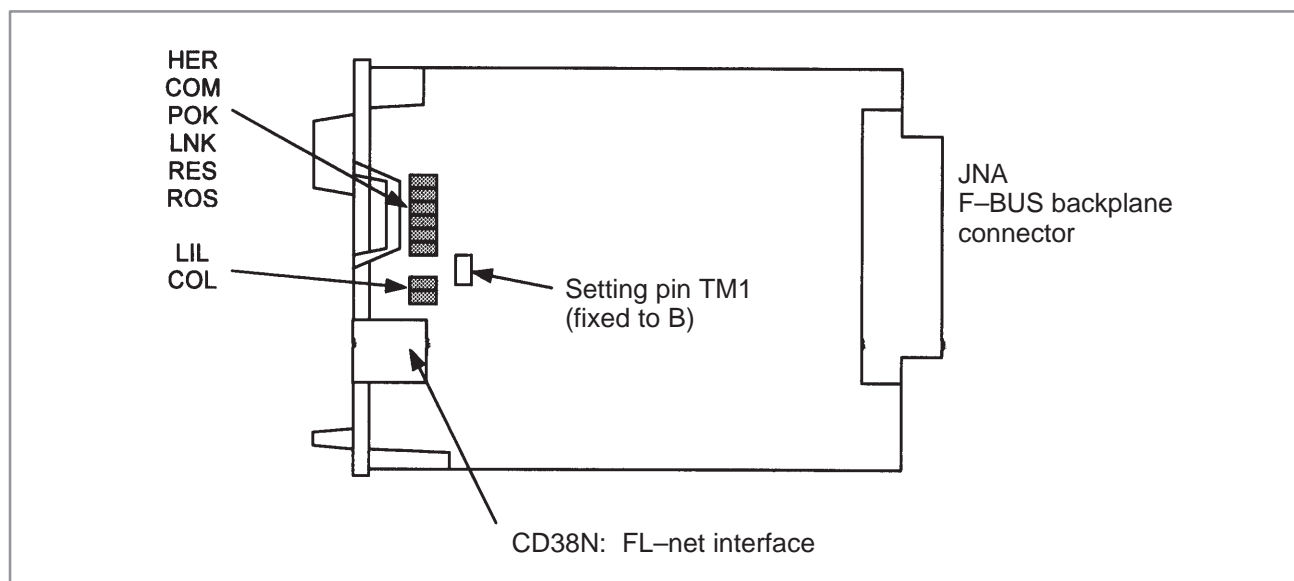 HER
COM
POK
LNK
RES
ROS
LIL
COL
JNA
F–BUS backplane
connector
Setting pin TM1
(fixed to B)
CD38N: FL–net interface